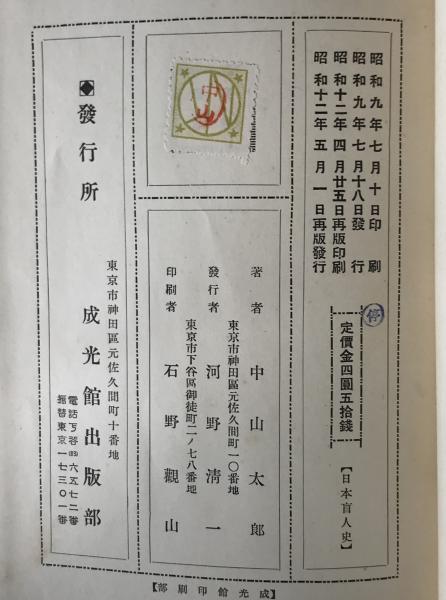 昭和九年七月十日印刷
昭和九年七月十八日發行
昭和十二年四月廿五日再版印刷
昭和十二年五月一日再版發行
停
定價金四圓五拾錢
【日本盲人史】
中山
著者 中山太郎
東京市神田區元佐久間町一〇番地
發行者 河野淸一
東京市下谷區御徒町二ノ七八番地
印刷者 石野觀山
◆發行所
東京市神田區元佐久間町十番地
成光館出版部
電話下谷㈹六五七二番
振替東京一七三〇一番
【成光館印刷部】